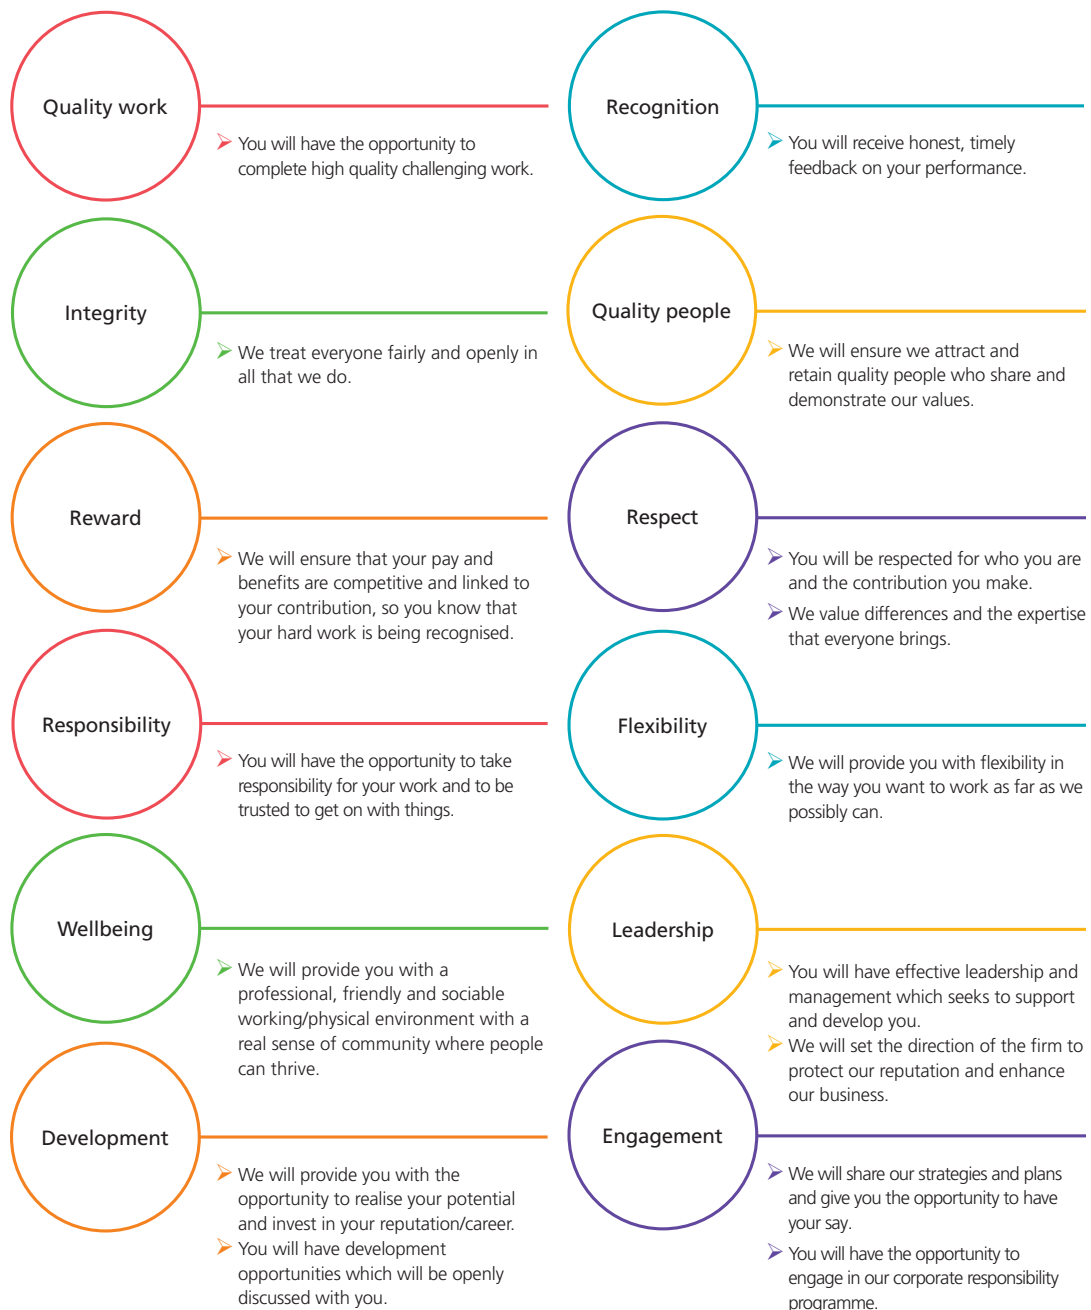 Quality work
You will have the opportunity to
complete high quality challenging work.
Recognition
You will receive honest, timely
feedback on your performance.
Integrity
We treat everyone fairly and openly in
all that we do.
Quality people
We will ensure we attract and
retain quality people who share and
demonstrate our values.
Reward
We will ensure that your pay and
benefits are competitive and linked to
your contribution, so you know that
your hard work is being recognised.
Respect
You will be respected for who you are
and the contribution you make.
We value differences and the expertise
that everyone brings.
Responsibility
You will have the opportunity to take
responsibility for your work and to be
trusted to get on with things.
Flexibility
We will provide you with flexibility in
the way you want to work as far as we
possibly can.
Wellbeing
We will provide you with a
professional, friendly and sociable
working/physical environment with a
real sense of community where people
can thrive.
Leadership
You will have effective leadership and
management which seeks to support
and develop you.
We will set the direction of the firm to
protect our reputation and enhance
our business.
Development
We will provide you with the
opportunity to realise your potential
and invest in your reputation/career.
You will have development
opportunities which will be openly
discussed with you.
Engagement
We will share our strategies and plans
and give you the opportunity to have
your say.
You will have the opportunity to
engage in our corporate responsibility
programme.